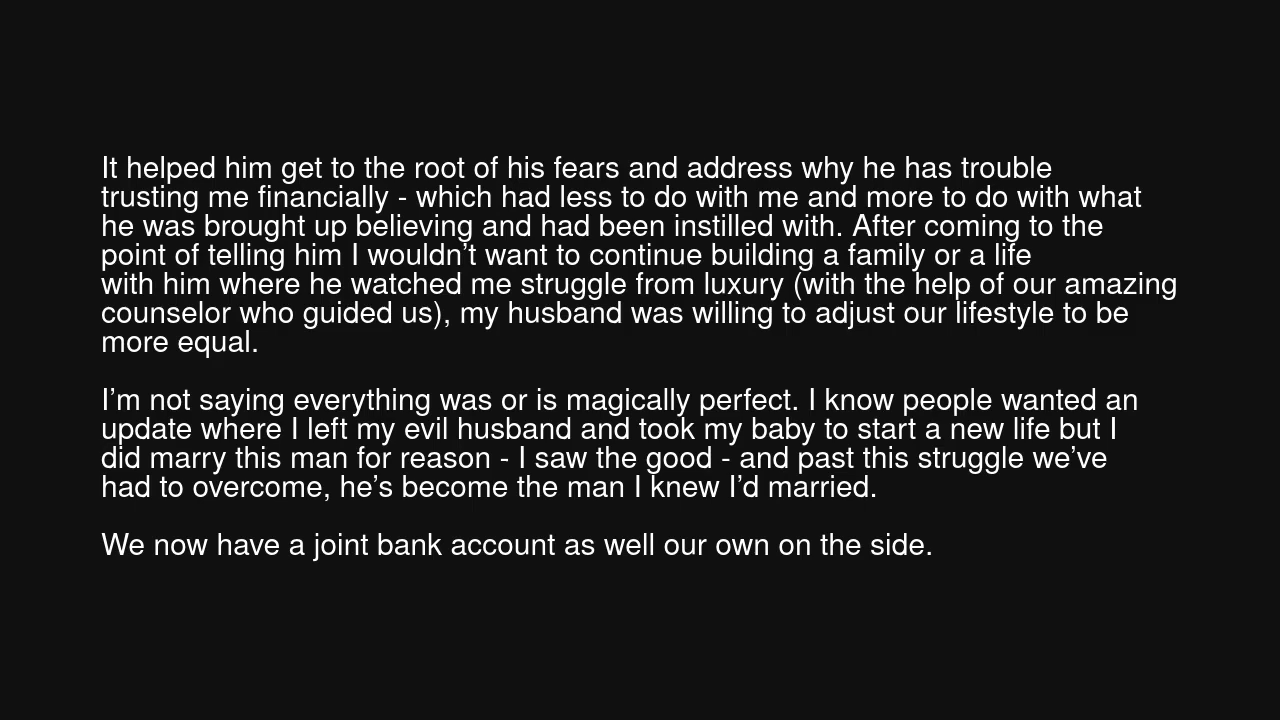 It helped him get to the root of his fears and address why he has trouble
trusting me financially - which had less to do with me and more to do with what
he was brought up believing and had been instilled with. After coming to the
point of telling him I wouldn’t want to continue building a family or a life
with him where he watched me struggle from luxury (with the help of our amazing
counselor who guided us), my husband was willing to adjust our lifestyle to be
more equal.
I’m not saying everything was or is magically perfect. I know people wanted an
update where I left my evil husband and took my baby to start a new life but I
did marry this man for reason - I saw the good - and past this struggle we’ve
had to overcome, he’s become the man I knew I’d married.
We now have a joint bank account as well our own on the side.